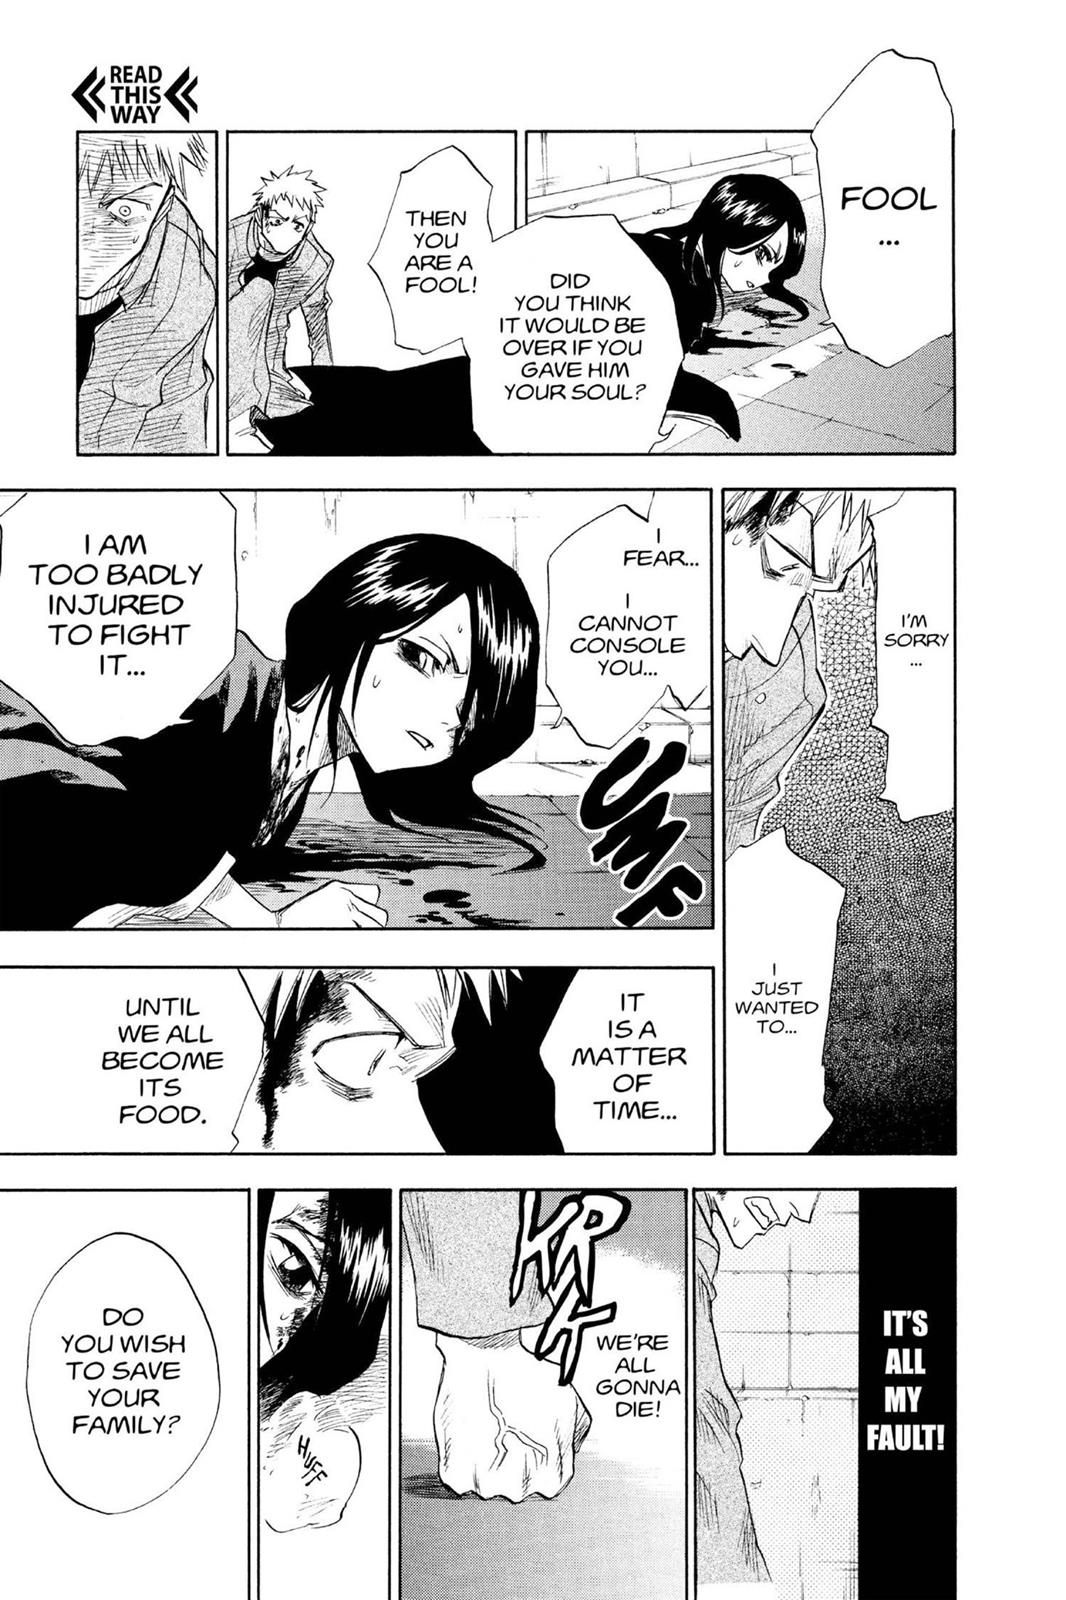 READ
THIS
WAY
FOOL
...
DID
YOU THINK
IT WOULD BE
OVER IF YOU
GAVE HIM
YOUR SOUL?
THEN
YOU
ARE A
FOOL!
I'M
SORRY
...
I
JUST
WANTED
TO...
I
FEAR...
I
CANNOT
CONSOLE
YOU...
UMF
I AM
TOO BADLY
INJURED
TO FIGHT
IT...
IT
IS A
MATTER
OF
TIME...
UNTIL
WE ALL
BECOME
ITS
FOOD.
IT'S
ALL
MY
FAULT!
KRAK
WE'RE
ALL
GONNA
DIE!
HUFF
DO
YOU WISH
TO SAVE
YOUR
FAMILY?